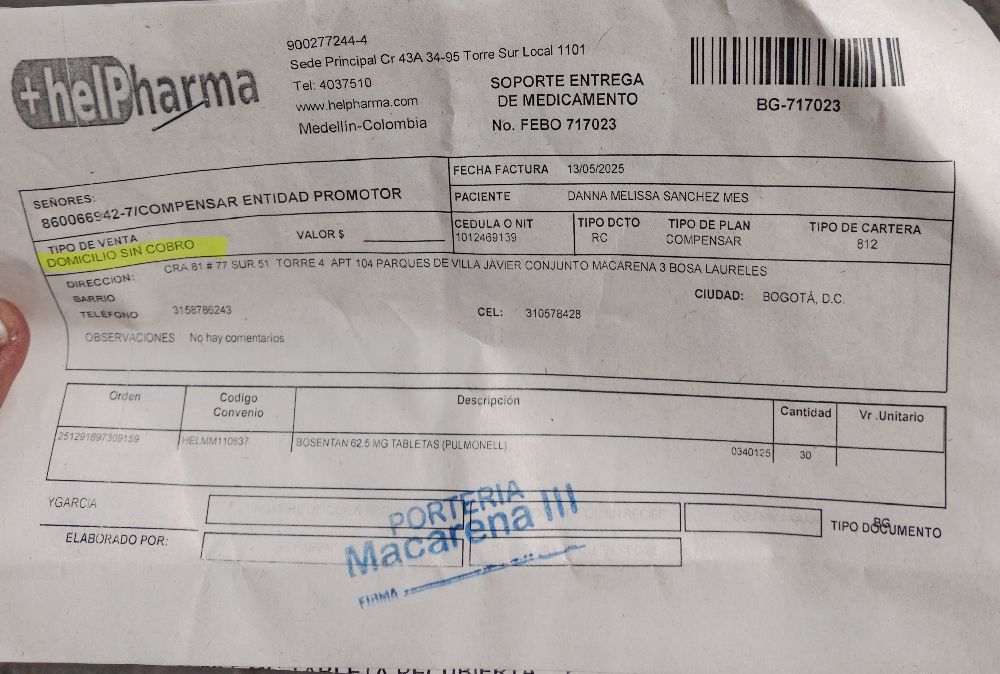 +helPharma
900277244-4
Sede Principal Cr 43A 34-95 Torre Sur Local 1101
Tel: 4037510
www.helpharma.com
Medellín-Colombia
SOPORTE ENTREGA
DE MEDICAMENTO
No. FEBO 717023
BG-717023
SEÑORES:
860066942-7/COMPENSAR ENTIDAD PROMOTOR
FECHA FACTURA 13/05/2025
PACIENTE DANNA MELISSA SANCHEZ MES
TIPO DE VENTA VALOR $
DOMICILIO SIN COBRO
CEDULA O NIT TIPO DCTO TIPO DE PLAN TIPO DE CARTERA
1012469139 RC COMPENSAR 812
DIRECCION: CRA 81 # 77 SUR 51 TORRE 4 APT 104 PARQUES DE VILLA JAVIER CONJUNTO MACARENA 3 BOSA LAURELES
BARRIO CIUDAD: BOGOTÁ, D.C.
TELÉFONO 3158786243 CEL: 310578428
OBSERVACIONES No hay comentarios
Orden Codigo Convenio Descripción Cantidad Vr .Unitario
251291697309159 HELMM110837 BOSENTAN 62.5 MG TABLETAS (PULMONELL) 0340125 30
YGARCIA
ELABORADO POR:
BG
TIPO DOCUMENTO
PORTERIA
Macarena III
FIRMA